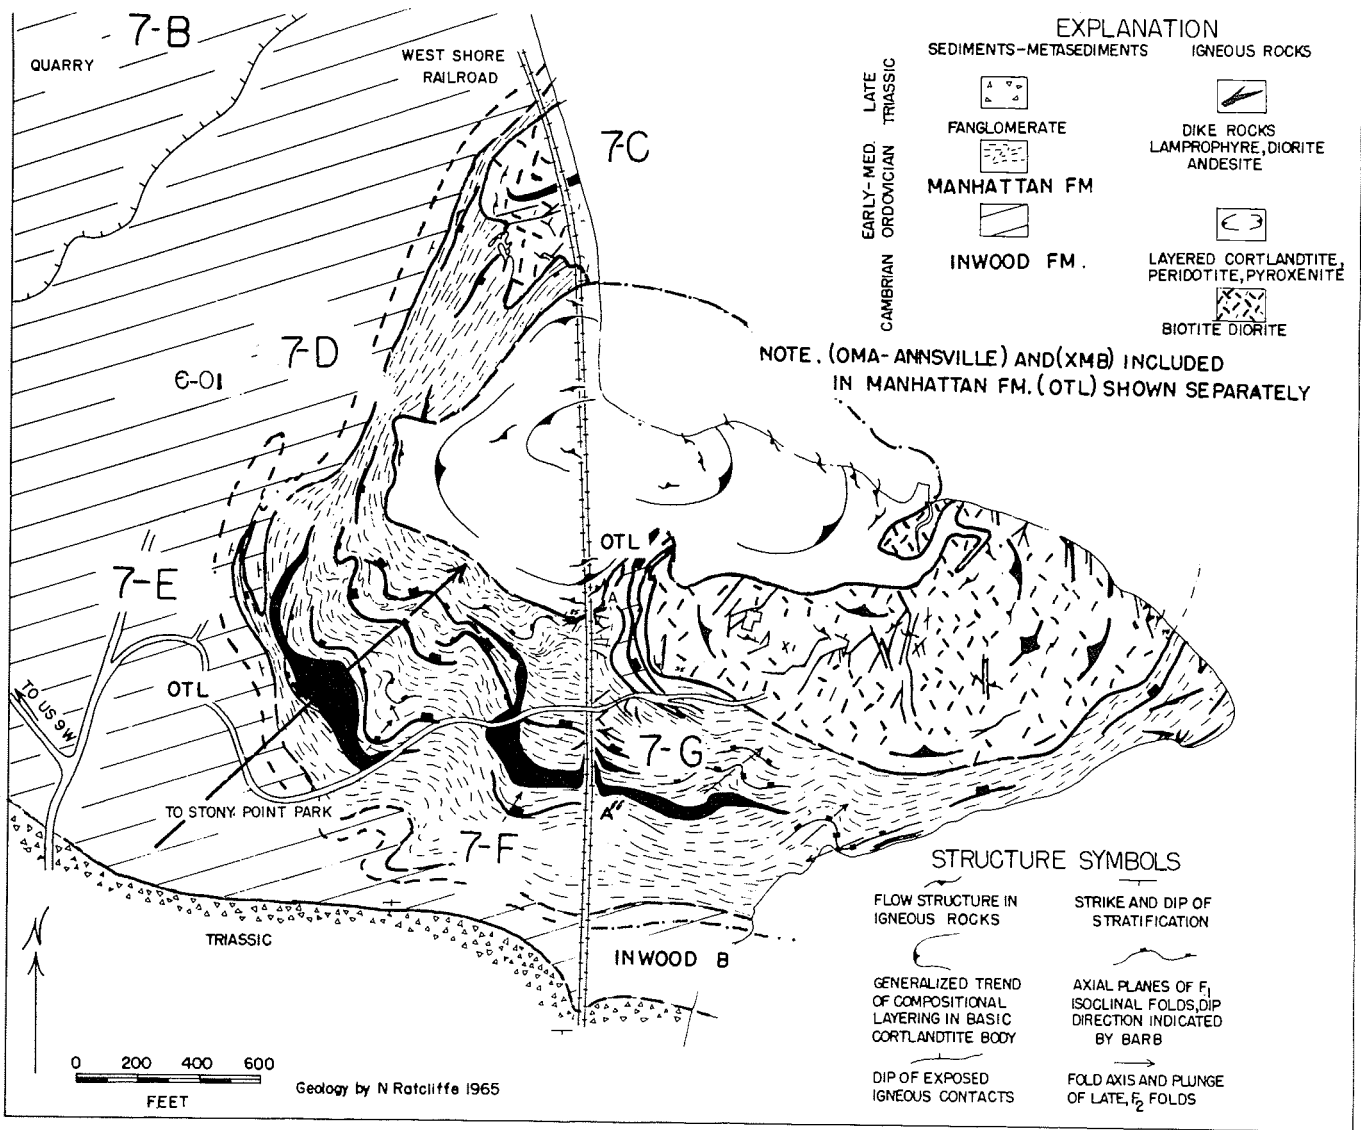 7-B
QUARRY
WEST SHORE
RAILROAD
7-C
7-D
Є-OI
7-E
OTL
OTL
TO US 9W
TO STONY POINT PARK
7-F
7-G
A
A"
TRIASSIC
INWOOD B
N
0 200 400 600
FEET
Geology by N Ratcliffe 1965
EXPLANATION
SEDIMENTS-METASEDIMENTS
IGNEOUS ROCKS
LATE
TRIASSIC
EARLY-MED.
CAMBRIAN ORDOVICIAN
FANGLOMERATE
MANHATTAN FM
INWOOD FM.
DIKE ROCKS
LAMPROPHYRE, DIORITE
ANDESITE
LAYERED CORTLANDTITE,
PERIDOTITE, PYROXENITE
BIOTITE DIORITE
NOTE. (OMA-ANNSVILLE) AND (XMB) INCLUDED
IN MANHATTAN FM. (OTL) SHOWN SEPARATELY
STRUCTURE SYMBOLS
FLOW STRUCTURE IN
IGNEOUS ROCKS
GENERALIZED TREND
OF COMPOSITIONAL
LAYERING IN BASIC
CORTLANDTITE BODY
DIP OF EXPOSED
IGNEOUS CONTACTS
STRIKE AND DIP OF
STRATIFICATION
AXIAL PLANES OF F1
ISOCLINAL FOLDS, DIP
DIRECTION INDICATED
BY BARB
FOLD AXIS AND PLUNGE
OF LATE, F2 FOLDS